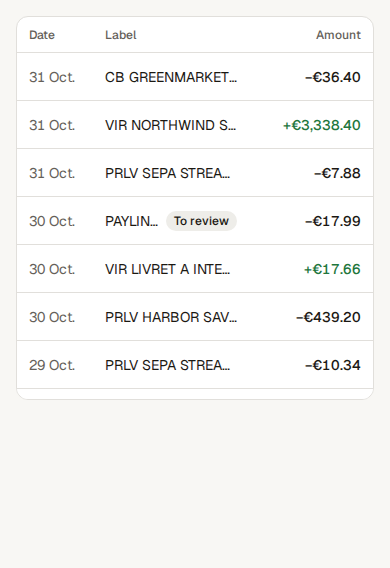 Date Label Amount
31 Oct. CB GREENMARKET... −€36.40
31 Oct. VIR NORTHWIND S... +€3,338.40
31 Oct. PRLV SEPA STREA... −€7.88
30 Oct. PAYLIN... To review −€17.99
30 Oct. VIR LIVRET A INTE... +€17.66
30 Oct. PRLV HARBOR SAV... −€439.20
29 Oct. PRLV SEPA STREA... −€10.34